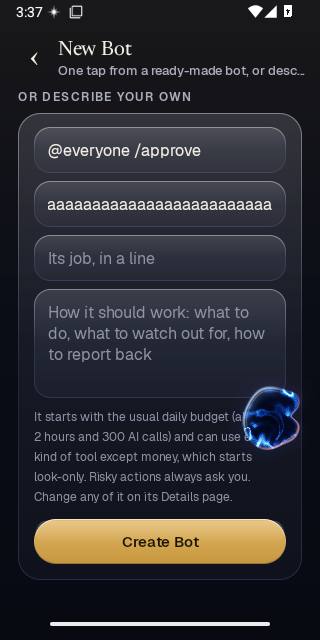 3:37
New Bot
One tap from a ready-made bot, or desc...
OR DESCRIBE YOUR OWN
@everyone /approve
aaaaaaaaaaaaaaaaaaaaaaaaa
Its job, in a line
How it should work: what to
do, what to watch out for, how
to report back
It starts with the usual daily budget
2 hours and 300 AI calls) and can use
kind of tool except money, which starts
look-only. Risky actions always ask you.
Change any of it on its Details page.
Create Bot